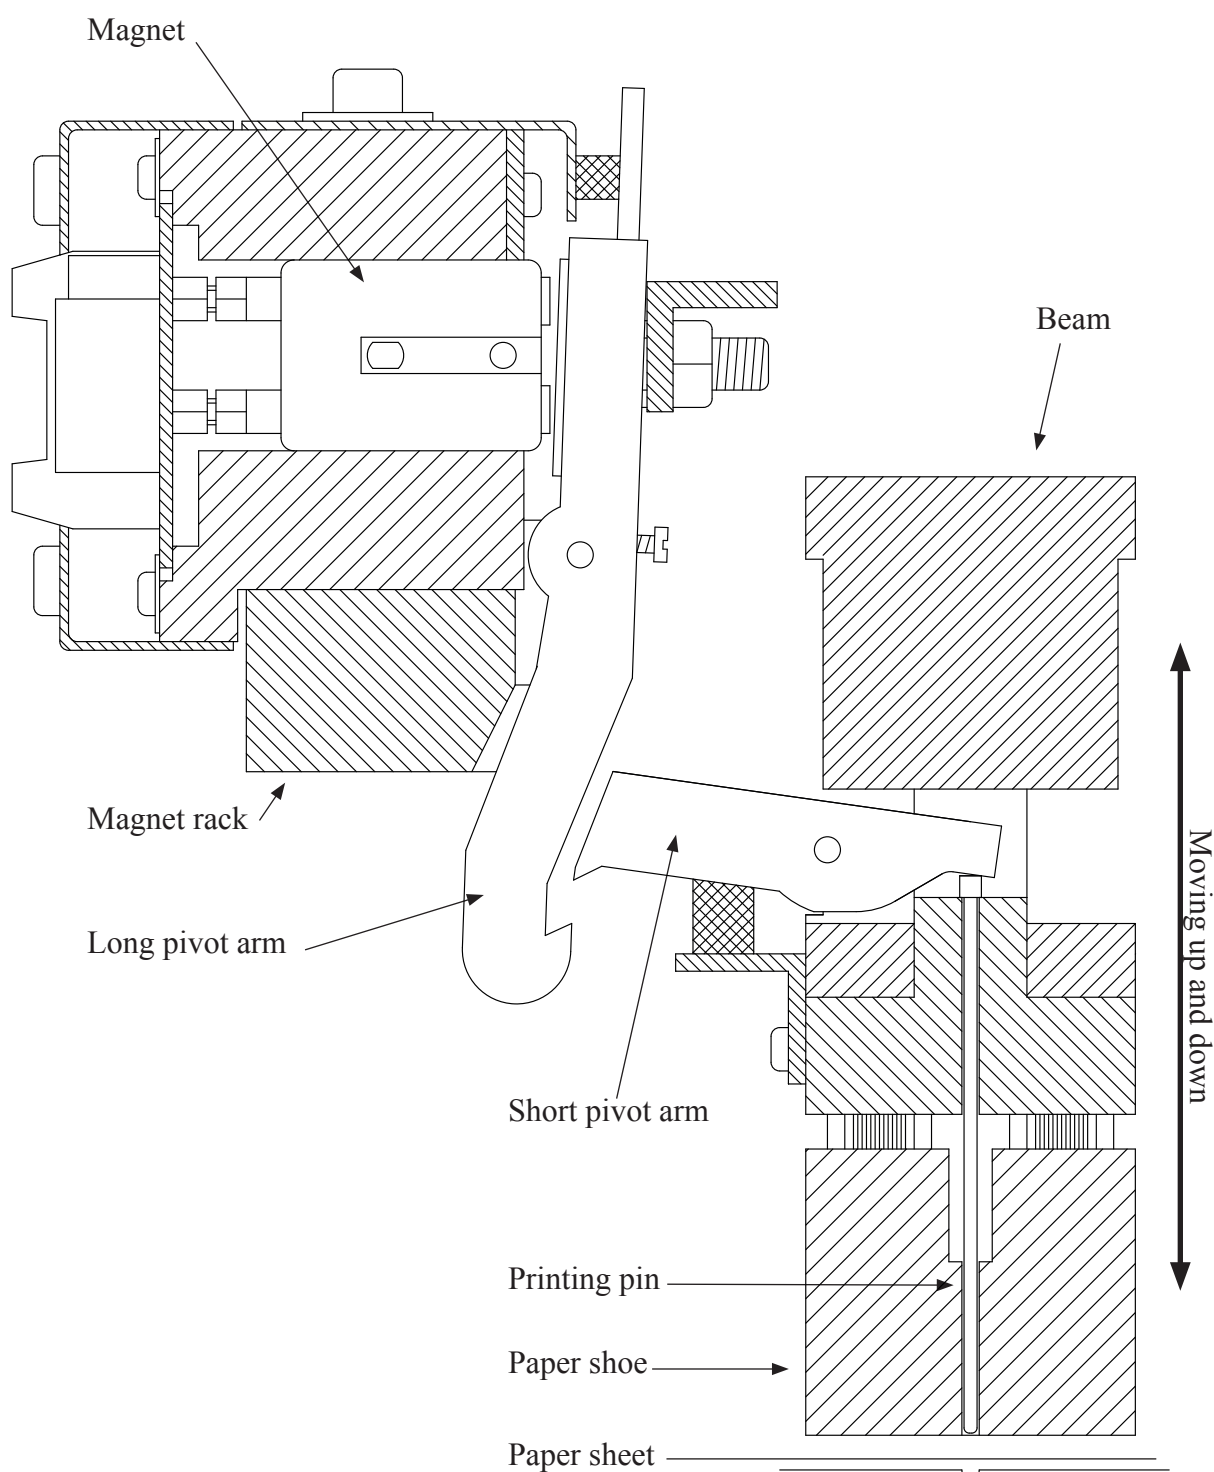 Magnet
Beam
Magnet rack
Long pivot arm
Moving up and down
Short pivot arm
Printing pin
Paper shoe
Paper sheet